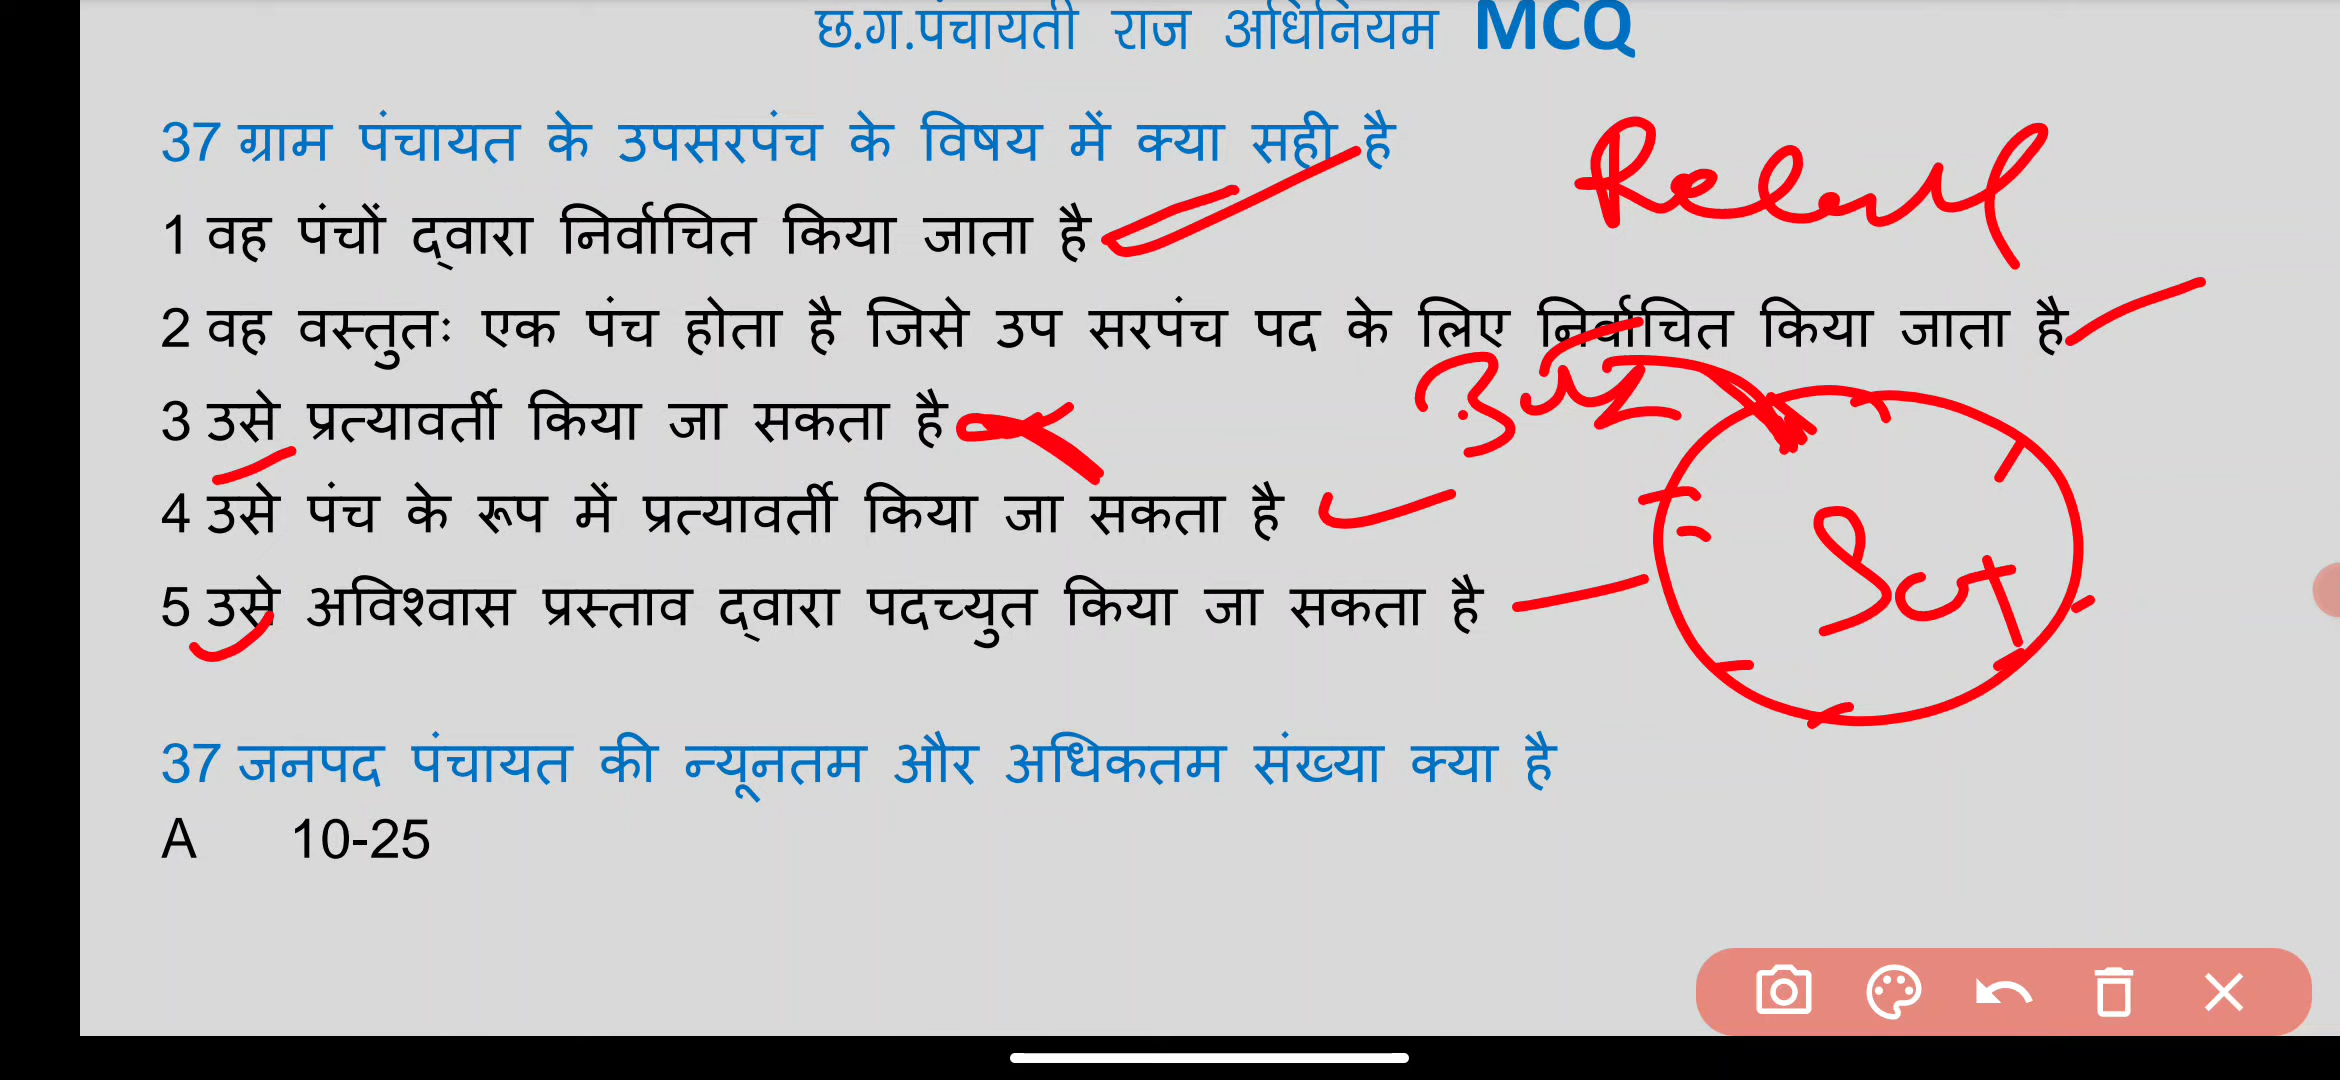 छ.ग.पंचायती राज अधिनियम MCQ
37 ग्राम पंचायत के उपसरपंच के विषय में क्या सही है
1 वह पंचों द्वारा निर्वाचित किया जाता है
2 वह वस्तुतः एक पंच होता है जिसे उप सरपंच पद के लिए निर्वाचित किया जाता है
3 उसे प्रत्यावर्ती किया जा सकता है
4 उसे पंच के रूप में प्रत्यावर्ती किया जा सकता है
5 उसे अविश्वास प्रस्ताव द्वारा पदच्युत किया जा सकता है
37 जनपद पंचायत की न्यूनतम और अधिकतम संख्या क्या है
A 10-25